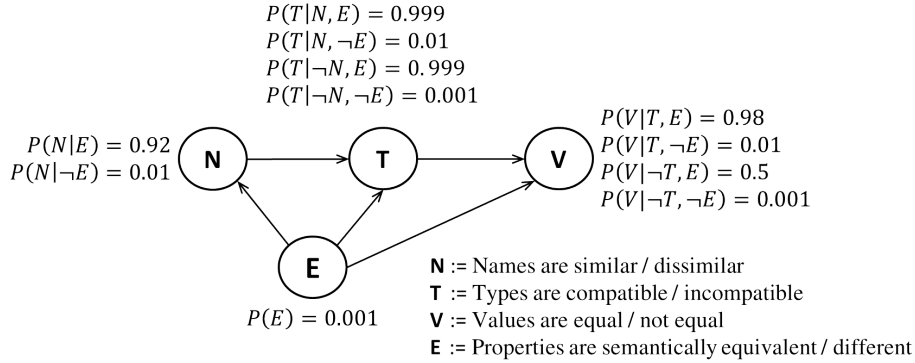 P(T|N, E) = 0.999
P(T|N, ¬E) = 0.01
P(T|¬N, E) = 0.999
P(T|¬N, ¬E) = 0.001
P(N|E) = 0.92
P(N|¬E) = 0.01
N
T
V
P(V|T, E) = 0.98
P(V|T, ¬E) = 0.01
P(V|¬T, E) = 0.5
P(V|¬T, ¬E) = 0.001
E
P(E) = 0.001
N := Names are similar / dissimilar
T := Types are compatible / incompatible
V := Values are equal / not equal
E := Properties are semantically equivalent / different